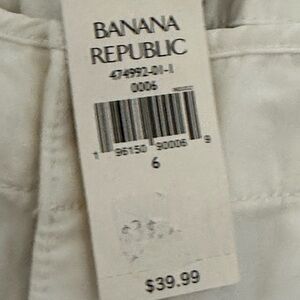 BANANA
REPUBLIC
474992-01-1
0006
1 96150 90006 9
6
$39.99